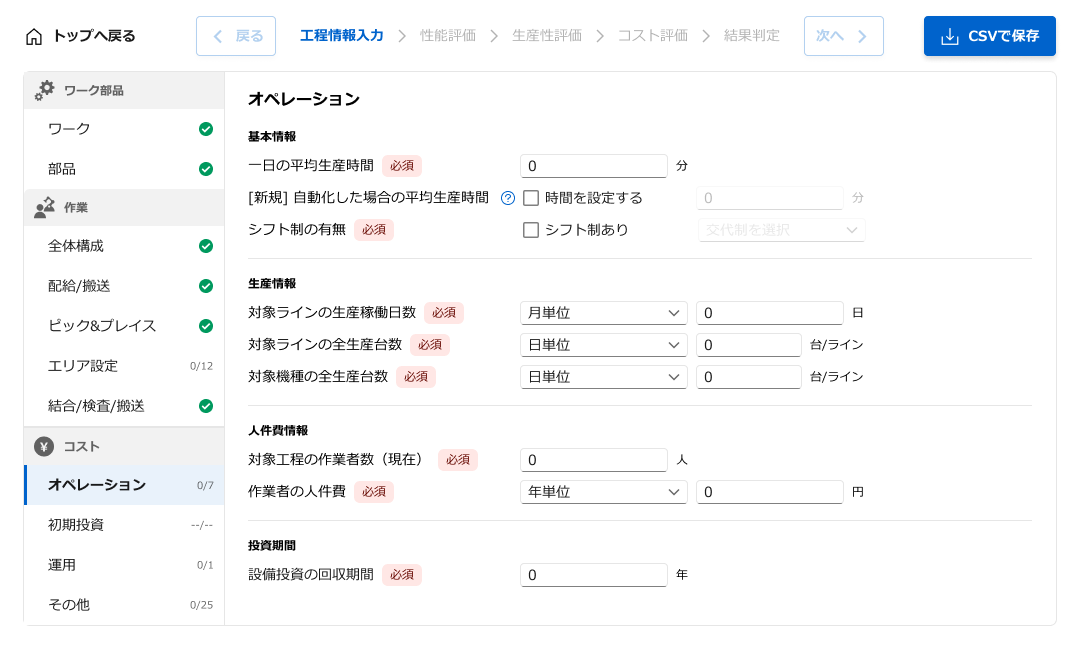 トップへ戻る
戻る
工程情報入力
性能評価
生産性評価
コスト評価
結果判定
次へ
CSVで保存
ワーク部品
ワーク
部品
作業
全体構成
配給/搬送
ピック&プレイス
エリア設定 0/12
結合/検査/搬送
¥ コスト
オペレーション 0/7
初期投資 --/--
運用 0/1
その他 0/25
オペレーション
基本情報
一日の平均生産時間 必須 0 分
[新規] 自動化した場合の平均生産時間 ? 時間を設定する 0 分
シフト制の有無 必須 シフト制あり 交代制を選択
生産情報
対象ラインの生産稼働日数 必須 月単位 0 日
対象ラインの全生産台数 必須 日単位 0 台/ライン
対象機種の全生産台数 必須 日単位 0 台/ライン
人件費情報
対象工程の作業者数（現在） 必須 0 人
作業者の人件費 必須 年単位 0 円
投資期間
設備投資の回収期間 必須 0 年